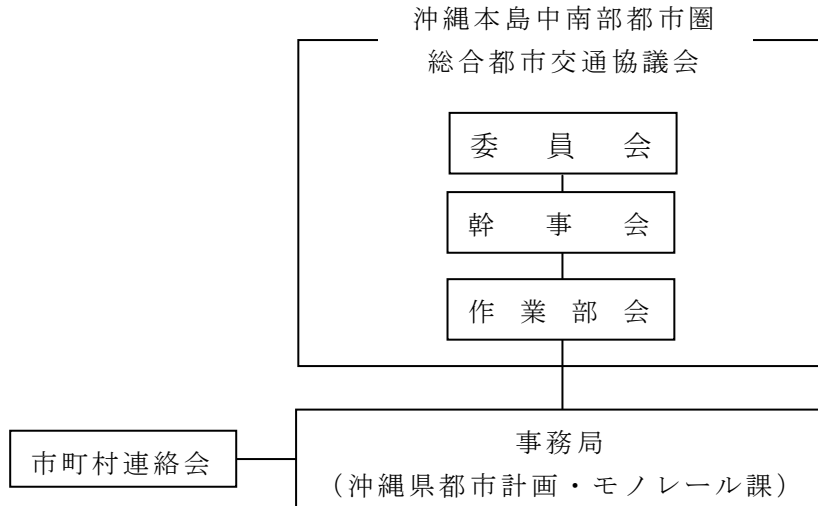 沖縄本島中南部都市圏
総合都市交通協議会
委員会
幹事会
作業部会
事務局
市町村連絡会
（沖縄県都市計画・モノレール課）